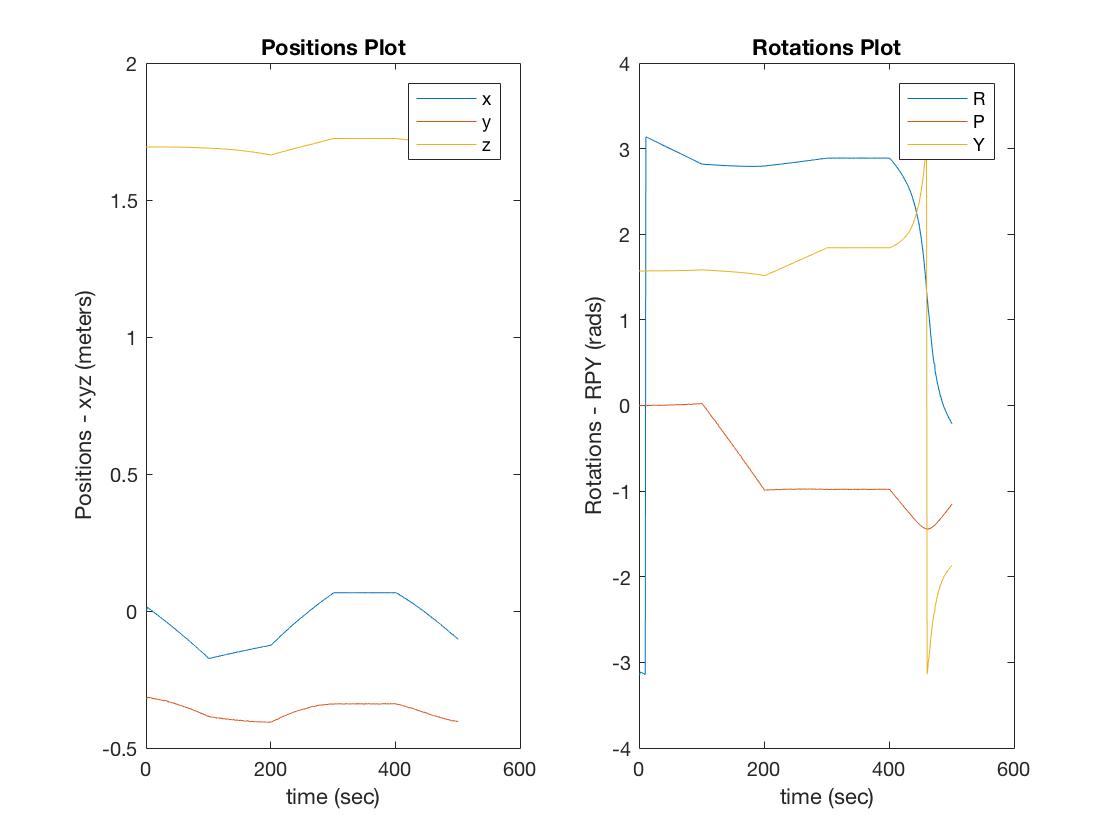 Positions Plot
Positions - xyz (meters)
2
1.5
1
0.5
0
-0.5
0 200 400 600
time (sec)
x
y
z
Rotations Plot
Rotations - RPY (rads)
4
3
2
1
0
-1
-2
-3
-4
0 200 400 600
time (sec)
R
P
Y